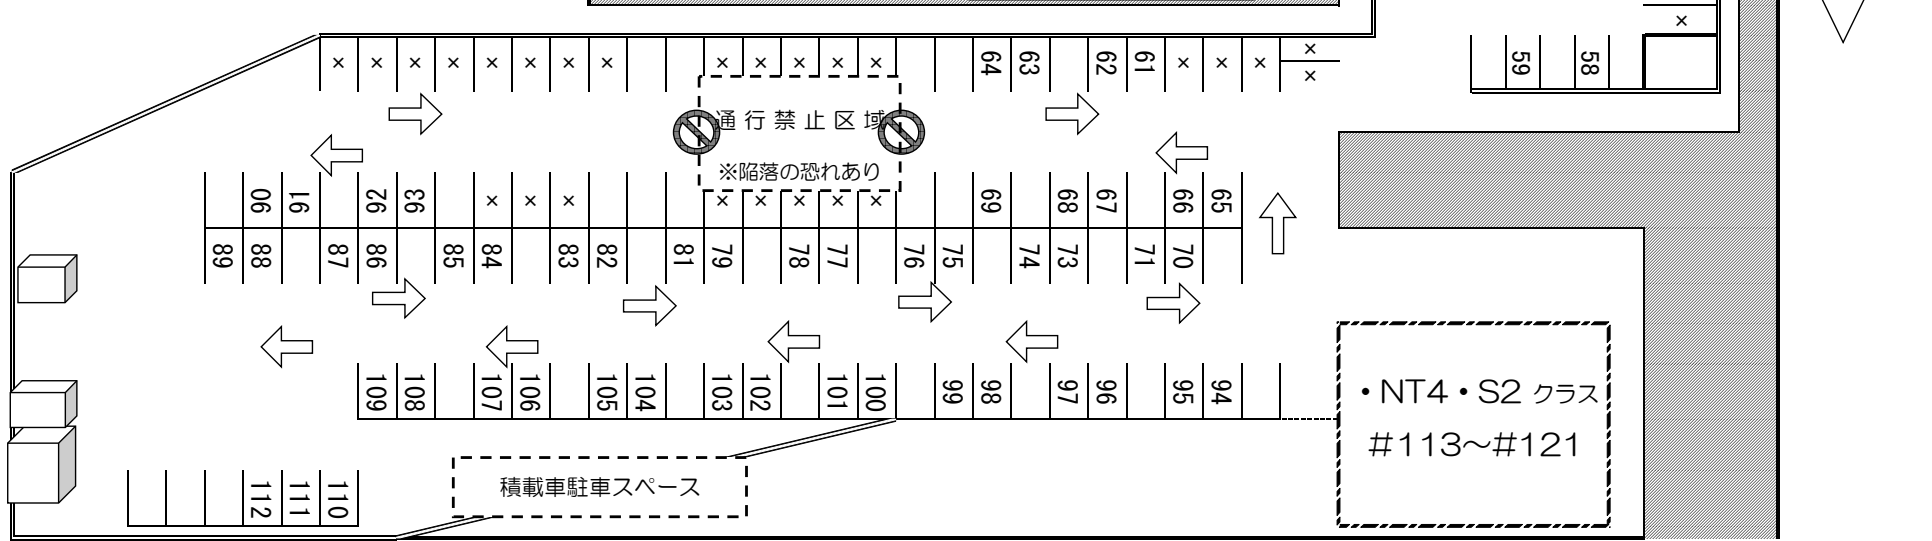 ×
× × × × × × × × × × × × × 64 63 62 61 × × × ×
×
59 58
通行禁止区域
※陥落の恐れあり
90 91 92 93 × × × × × × × × 69 68 67 66 65
89 88 87 86 85 84 83 82 81 79 78 77 76 75 74 73 71 70
109 108 107 106 105 104 103 102 101 100 99 98 97 96 95 94
・NT4・S2 クラス
#113～#121
積載車駐車スペース
112 111 110